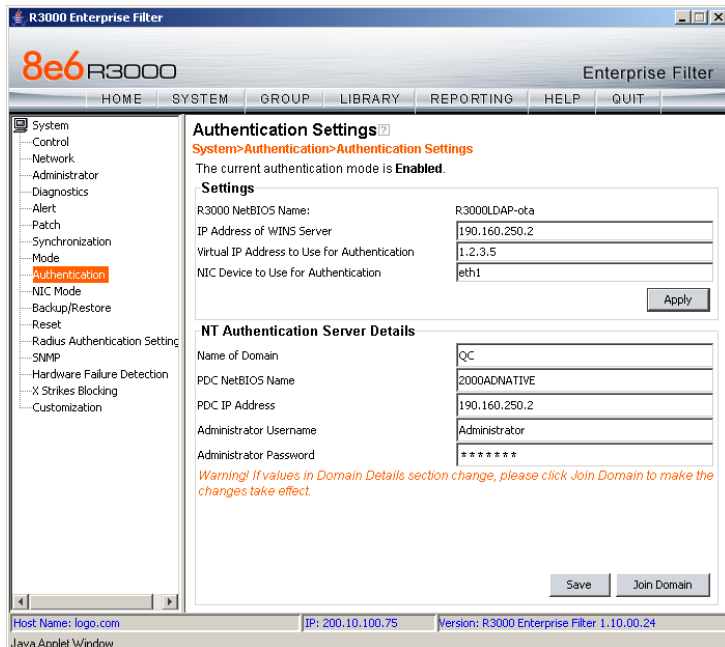 R3000 Enterprise Filter
8e6 R3000
Enterprise Filter
HOME SYSTEM GROUP LIBRARY REPORTING HELP QUIT
System
Control
Network
Administrator
Diagnostics
Alert
Patch
Synchronization
Mode
Authentication
NIC Mode
Backup/Restore
Reset
Radius Authentication Setting
SNMP
Hardware Failure Detection
X Strikes Blocking
Customization
Authentication Settings ?
System>Authentication>Authentication Settings
The current authentication mode is Enabled.
Settings
R3000 NetBIOS Name: R3000LDAP-ota
IP Address of WINS Server 190.160.250.2
Virtual IP Address to Use for Authentication 1.2.3.5
NIC Device to Use for Authentication eth1
Apply
NT Authentication Server Details
Name of Domain QC
PDC NetBIOS Name 2000ADNATIVE
PDC IP Address 190.160.250.2
Administrator Username Administrator
Administrator Password *******
Warning! If values in Domain Details section change, please click Join Domain to make the
changes take effect.
Save Join Domain
Host Name: logo.com IP: 200.10.100.75 Version: R3000 Enterprise Filter 1.10.00.24
Java Applet Window